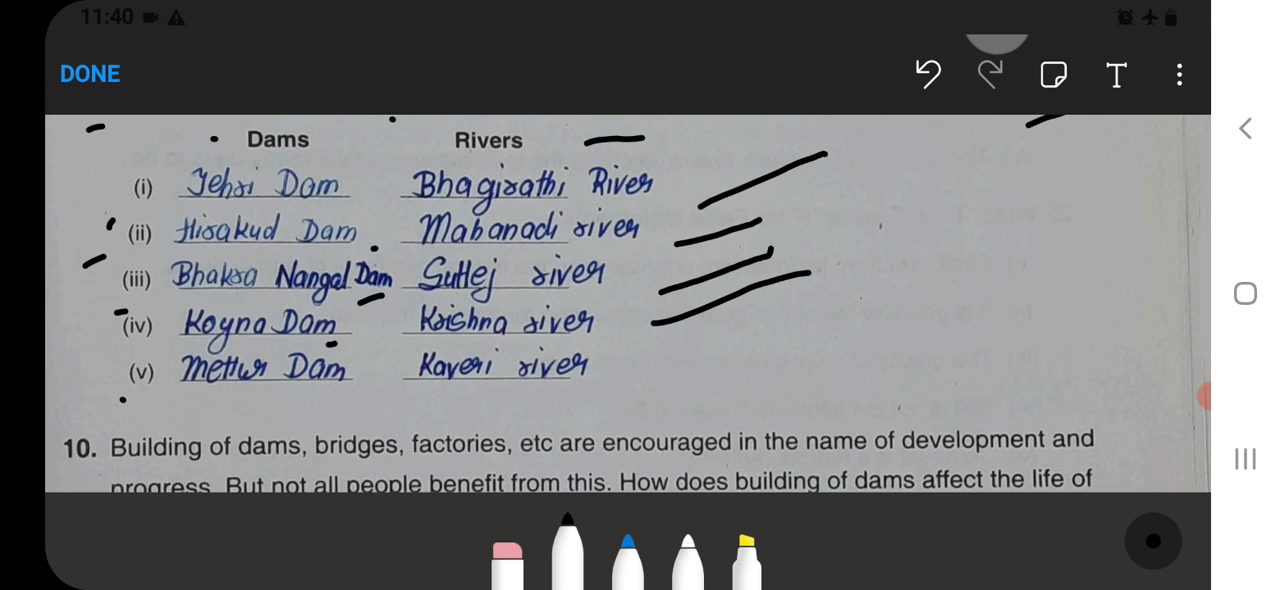 11:40
DONE
T
Dams Rivers
(i) Tehri Dam Bhagirathi River
(ii) Hirakud Dam Mahanadi river
(iii) Bhakra Nangal Dam Sutlej river
(iv) Koyna Dam Krishna river
(v) Mettur Dam Kaveri river
10. Building of dams, bridges, factories, etc are encouraged in the name of development and
progress. But not all people benefit from this. How does building of dams affect the life of